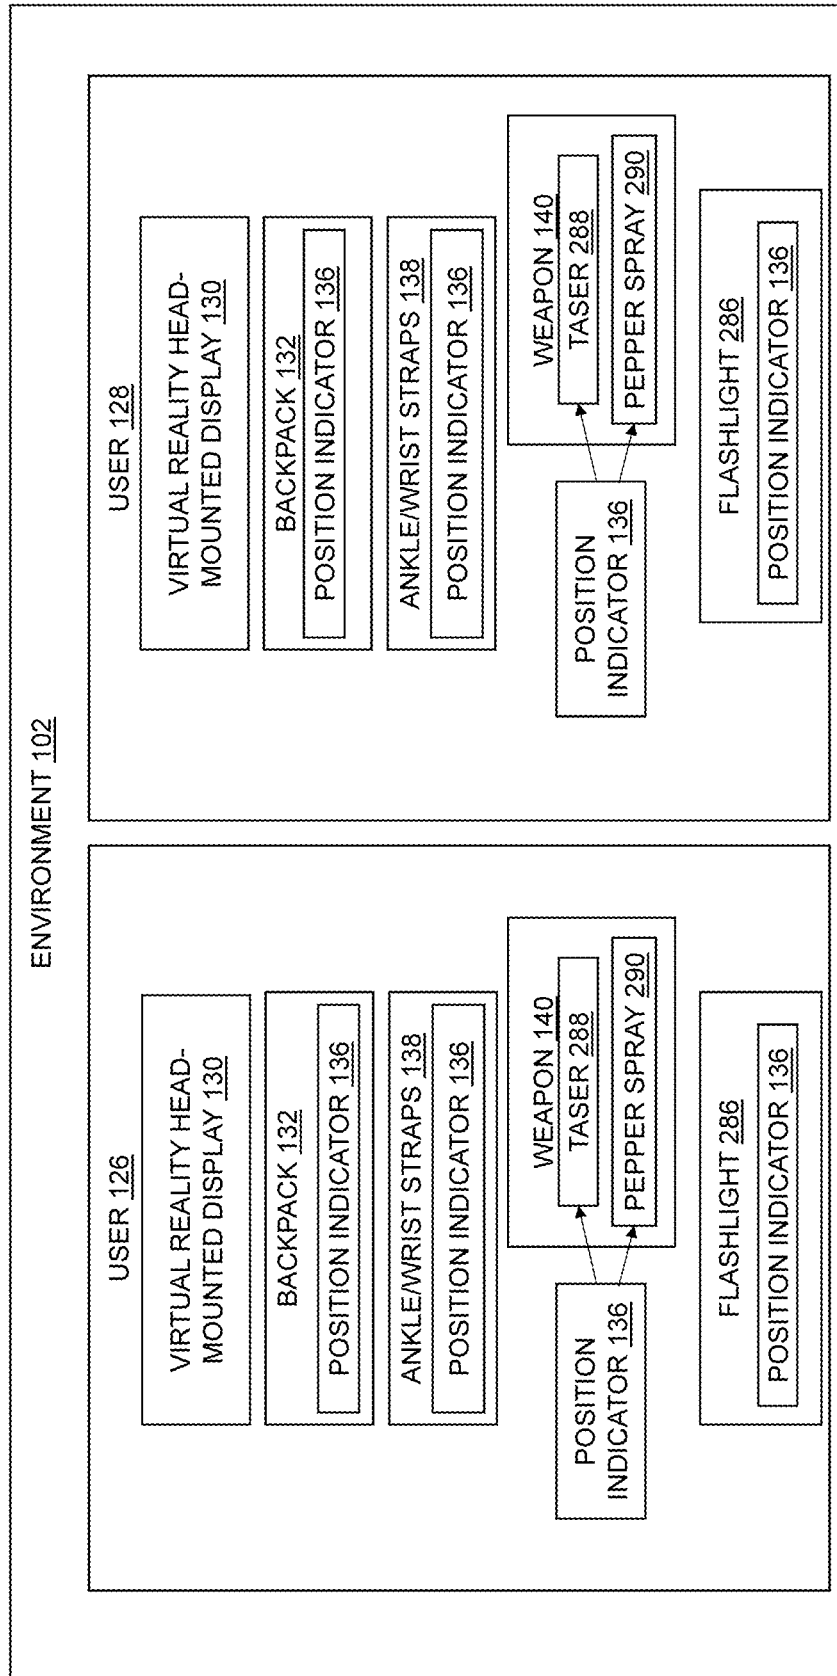 ENVIRONMENT 102
USER 126
VIRTUAL REALITY HEAD-
MOUNTED DISPLAY 130
BACKPACK 132
POSITION INDICATOR 136
ANKLE/WRIST STRAPS 138
POSITION INDICATOR 136
POSITION
INDICATOR 136
WEAPON 140
TASER 288
PEPPER SPRAY 290
FLASHLIGHT 286
POSITION INDICATOR 136
USER 128
VIRTUAL REALITY HEAD-
MOUNTED DISPLAY 130
BACKPACK 132
POSITION INDICATOR 136
ANKLE/WRIST STRAPS 138
POSITION INDICATOR 136
POSITION
INDICATOR 136
WEAPON 140
TASER 288
PEPPER SPRAY 290
FLASHLIGHT 286
POSITION INDICATOR 136